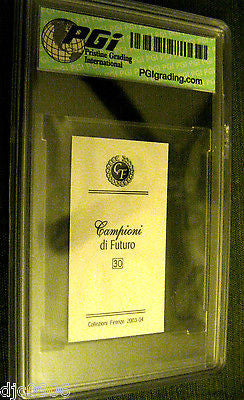 PGi
Pristine Grading
International
PGIgrading.com
CF
Campioni
di Futuro
30
Collezioni Firenze 2003-04